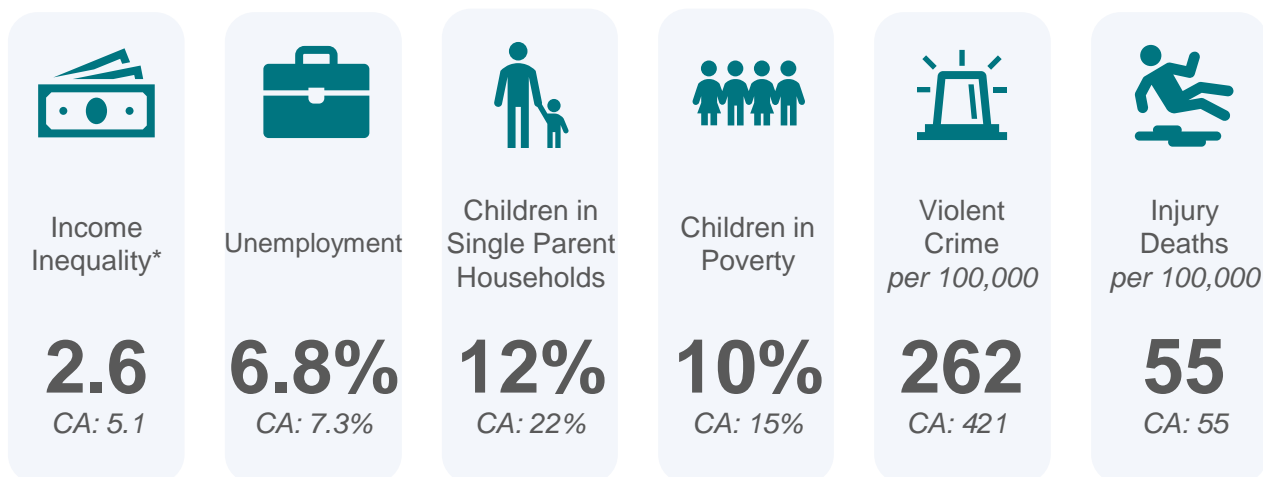 Income
Inequality*
2.6
CA: 5.1
Unemployment
6.8%
CA: 7.3%
Children in
Single Parent
Households
12%
CA: 22%
Children in
Poverty
10%
CA: 15%
Violent
Crime
per 100,000
262
CA: 421
Injury
Deaths
per 100,000
55
CA: 55